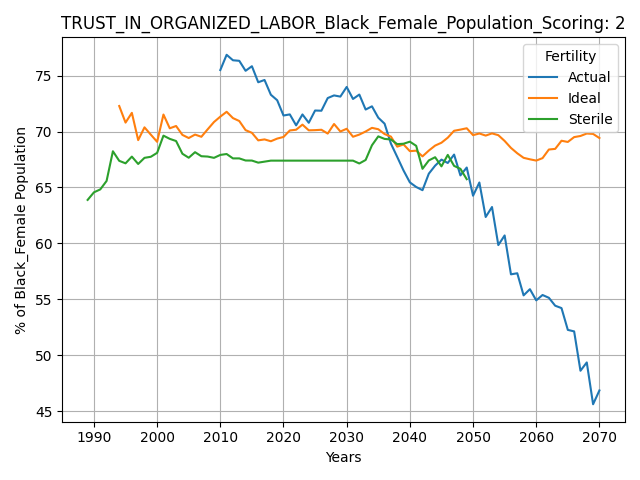 TRUST_IN_ORGANIZED_LABOR_Black_Female_Population_Scoring: 2
Fertility
Actual
Ideal
Sterile
% of Black_Female Population
75
70
65
60
55
50
45
1990 2000 2010 2020 2030 2040 2050 2060 2070
Years